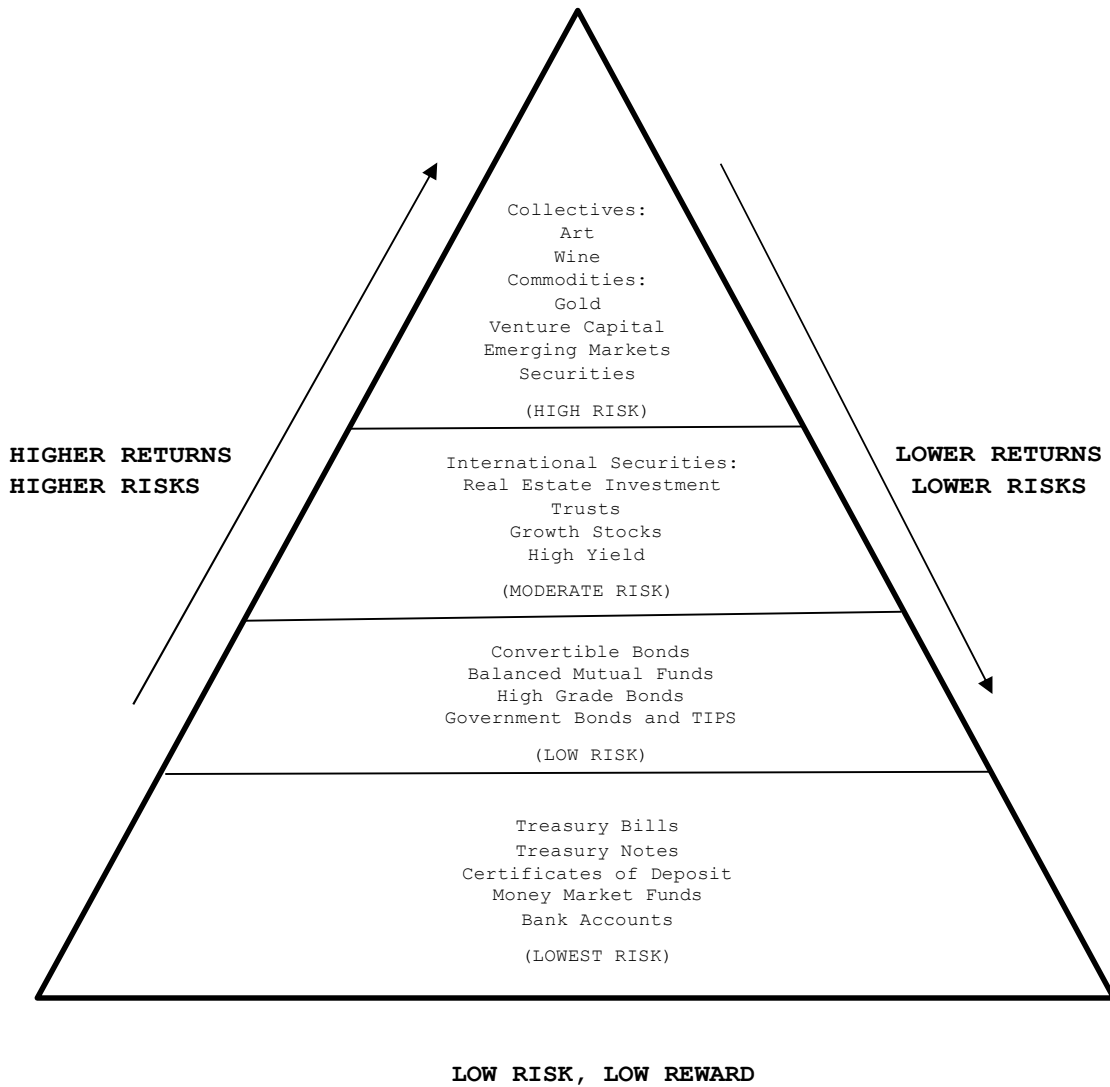 Collectives:
Art
Wine
Commodities:
Gold
Venture Capital
Emerging Markets
Securities
(HIGH RISK)
HIGHER RETURNS
HIGHER RISKS
LOWER RETURNS
LOWER RISKS
International Securities:
Real Estate Investment
Trusts
Growth Stocks
High Yield
(MODERATE RISK)
Convertible Bonds
Balanced Mutual Funds
High Grade Bonds
Government Bonds and TIPS
(LOW RISK)
Treasury Bills
Treasury Notes
Certificates of Deposit
Money Market Funds
Bank Accounts
(LOWEST RISK)
LOW RISK, LOW REWARD